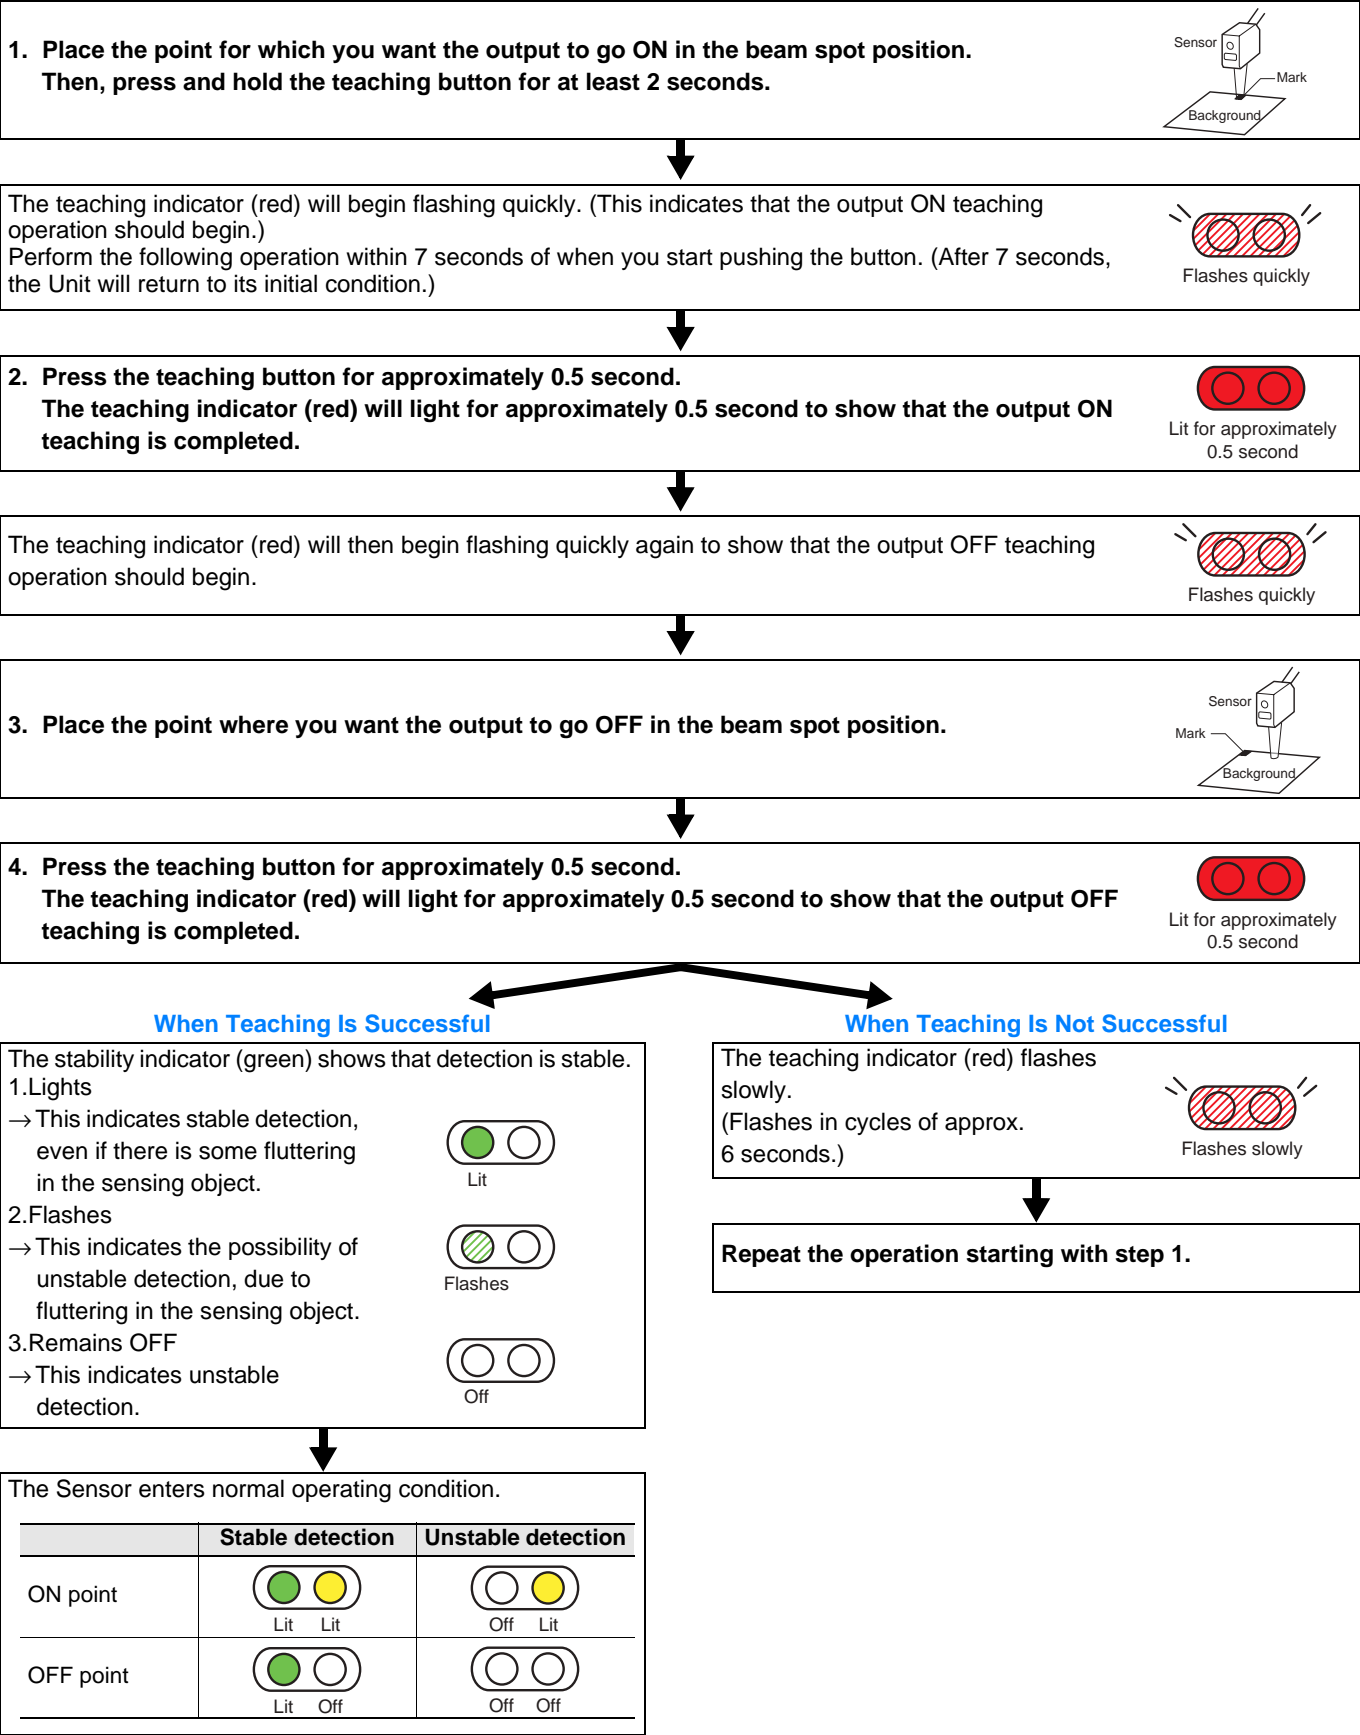 1. Place the point for which you want the output to go ON in the beam spot position.
Then, press and hold the teaching button for at least 2 seconds.
Sensor
Mark
Background
The teaching indicator (red) will begin flashing quickly. (This indicates that the output ON teaching
operation should begin.)
Perform the following operation within 7 seconds of when you start pushing the button. (After 7 seconds,
the Unit will return to its initial condition.)
Flashes quickly
2. Press the teaching button for approximately 0.5 second.
The teaching indicator (red) will light for approximately 0.5 second to show that the output ON
teaching is completed.
Lit for approximately
0.5 second
The teaching indicator (red) will then begin flashing quickly again to show that the output OFF teaching
operation should begin.
Flashes quickly
3. Place the point where you want the output to go OFF in the beam spot position.
Sensor
Mark
Background
4. Press the teaching button for approximately 0.5 second.
The teaching indicator (red) will light for approximately 0.5 second to show that the output OFF
teaching is completed.
Lit for approximately
0.5 second
When Teaching Is Successful
The stability indicator (green) shows that detection is stable.
1.Lights
→ This indicates stable detection,
even if there is some fluttering
in the sensing object.
Lit
2.Flashes
→ This indicates the possibility of
unstable detection, due to
fluttering in the sensing object.
Flashes
3.Remains OFF
→ This indicates unstable
detection.
Off
When Teaching Is Not Successful
The teaching indicator (red) flashes
slowly.
(Flashes in cycles of approx.
6 seconds.)
Flashes slowly
Repeat the operation starting with step 1.
The Sensor enters normal operating condition.
Stable detection Unstable detection
ON point
Lit Lit Off Lit
OFF point
Lit Off Off Off